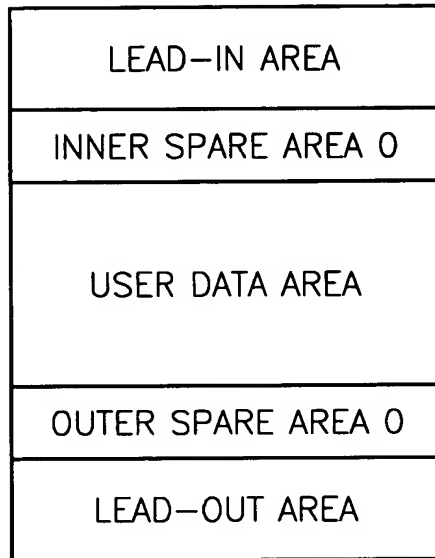 LEAD-IN AREA
INNER SPARE AREA 0
USER DATA AREA
OUTER SPARE AREA 0
LEAD-OUT AREA